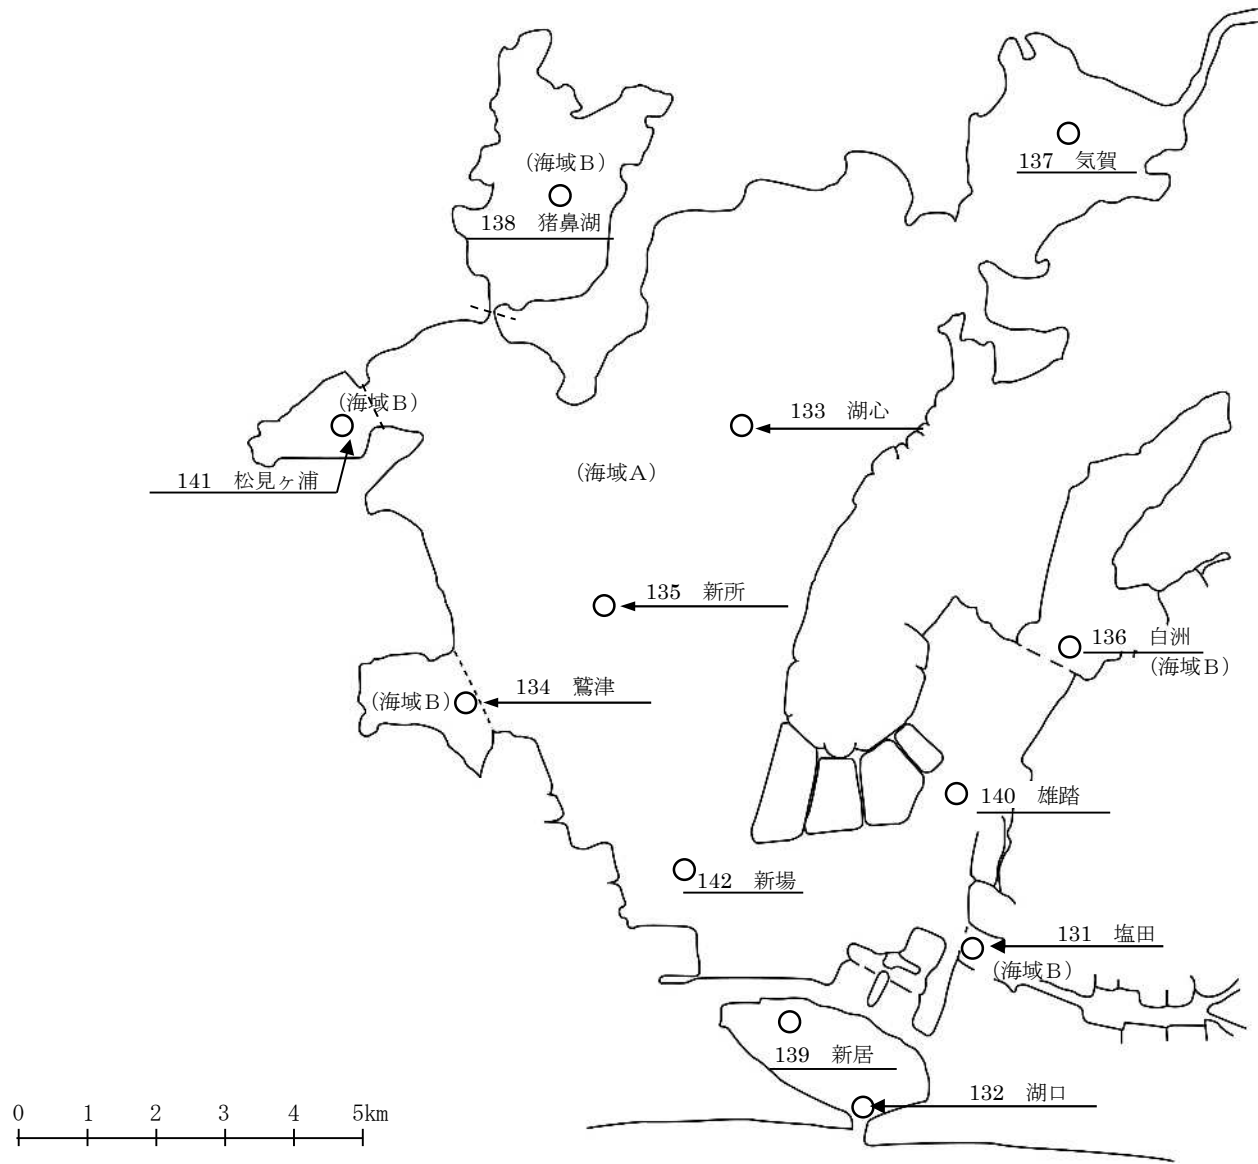 (海域B)
137 気賀
138 猪鼻湖
(海域B)
133 湖心
(海域A)
141 松見ヶ浦
135 新所
136 白洲
(海域B)
(海域B)
134 鷲津
140 雄踏
142 新場
131 塩田
(海域B)
139 新居
132 湖口
0 1 2 3 4 5km